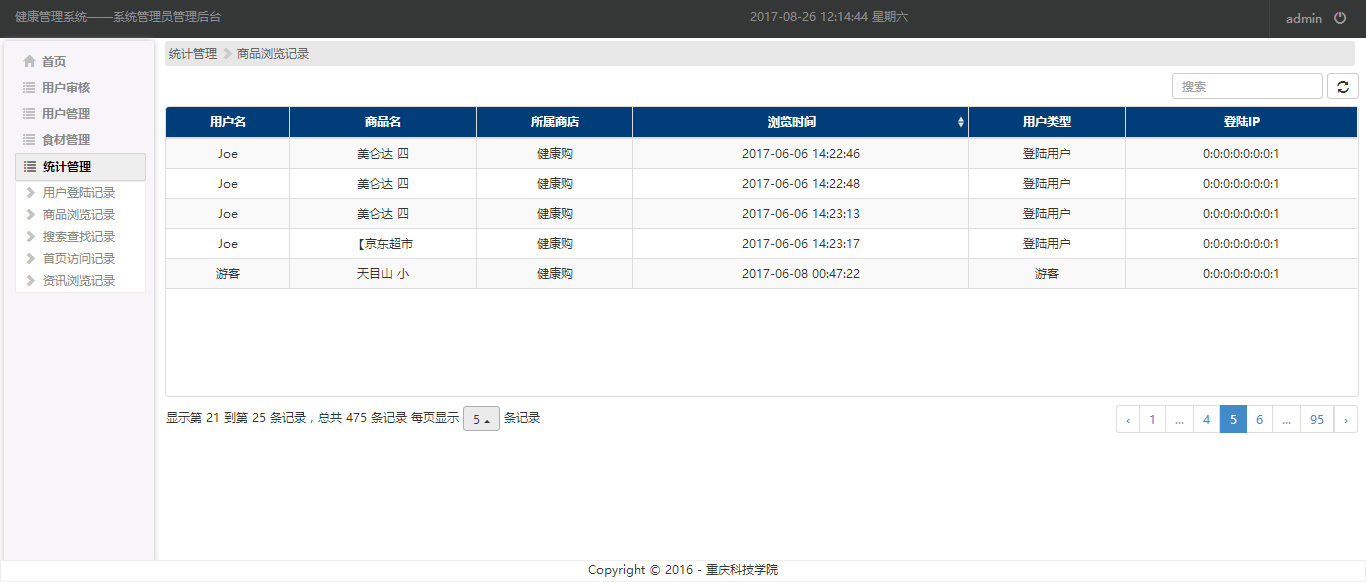 健康管理系统——系统管理员管理后台 2017-08-26 12:14:44 星期六 admin
首页
用户审核
用户管理
食材管理
统计管理
用户登陆记录
商品浏览记录
搜索查找记录
首页访问记录
资讯浏览记录
统计管理 商品浏览记录
搜索
用户名 商品名 所属商店 浏览时间 用户类型 登陆IP
Joe 美仑达 四 健康购 2017-06-06 14:22:46 登陆用户 0:0:0:0:0:0:0:1
Joe 美仑达 四 健康购 2017-06-06 14:22:48 登陆用户 0:0:0:0:0:0:0:1
Joe 美仑达 四 健康购 2017-06-06 14:23:13 登陆用户 0:0:0:0:0:0:0:1
Joe 【京东超市 健康购 2017-06-06 14:23:17 登陆用户 0:0:0:0:0:0:0:1
游客 天目山 小 健康购 2017-06-08 00:47:22 游客 0:0:0:0:0:0:0:1
显示第 21 到第 25 条记录，总共 475 条记录 每页显示 5 条记录
‹ 1 ... 4 5 6 ... 95 ›
Copyright © 2016 - 重庆科技学院